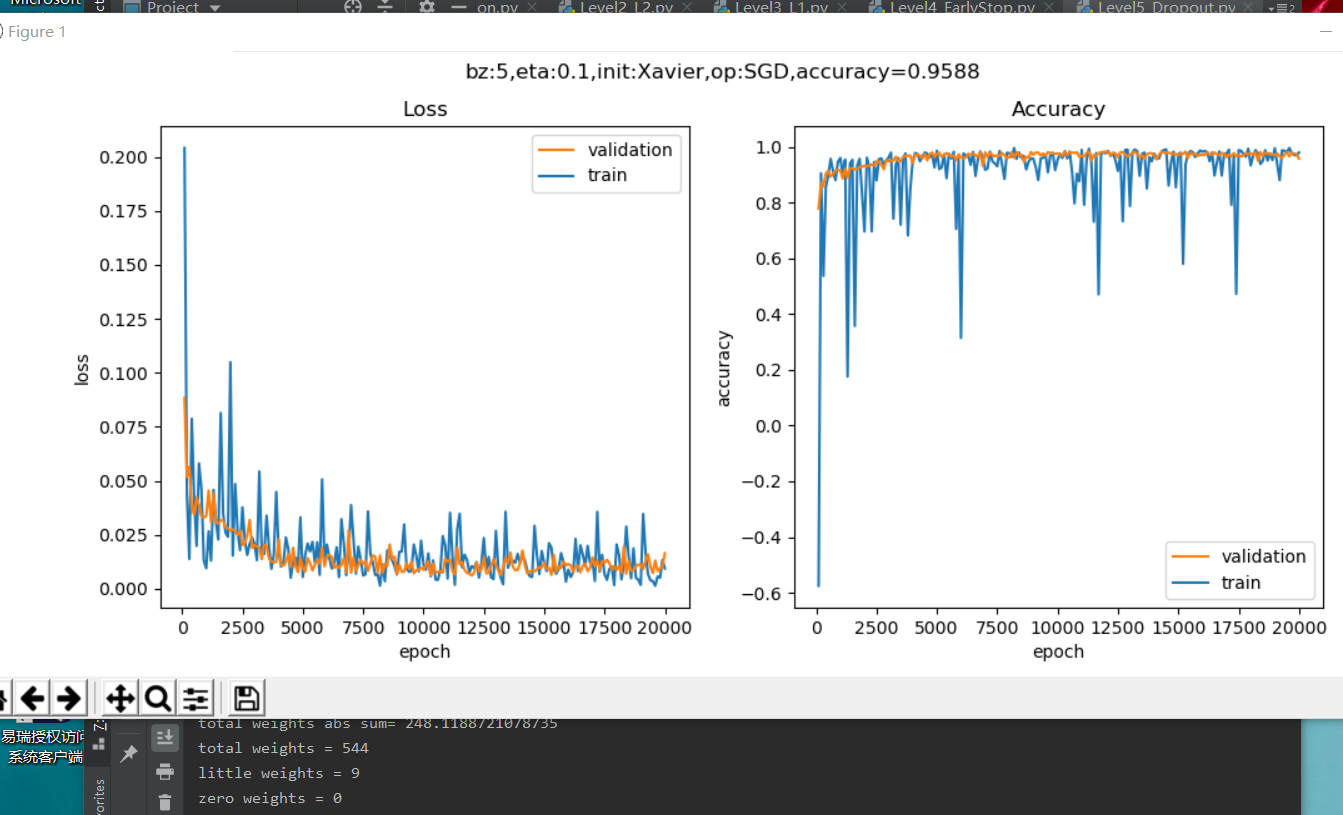 Microsoft
Project
on.py
Level2_L2.py
Level3_L1.py
Level4_EarlyStop.py
Level5_Dropout.py
2
Figure 1
bz:5,eta:0.1,init:Xavier,op:SGD,accuracy=0.9588
Loss
0.200
0.175
0.150
0.125
0.100
0.075
0.050
0.025
0.000
loss
validation
train
0 2500 5000 7500 10000 12500 15000 17500 20000
epoch
Accuracy
1.0
0.8
0.6
0.4
0.2
0.0
−0.2
−0.4
−0.6
accuracy
validation
train
0 2500 5000 7500 10000 12500 15000 17500 20000
epoch
total weights abs sum= 248.1188721078735
total weights = 544
little weights = 9
zero weights = 0
易瑞授权访问
系统客户端
Z:
vorites